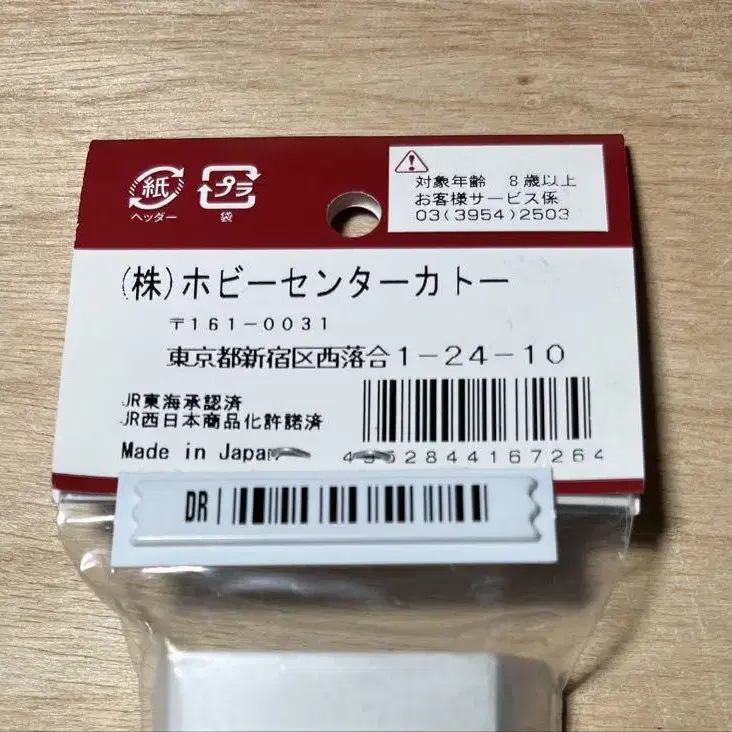 紙
ヘッダー
プラ
袋
対象年齢 8歳以上
お客様サービス係
03(3954)2503
(株)ホビーセンターカトー
〒161-0031
東京都新宿区西落合1-24-10
JR東海承認済
JR西日本商品化許諾済
Made in Japan
4952844167264
DR